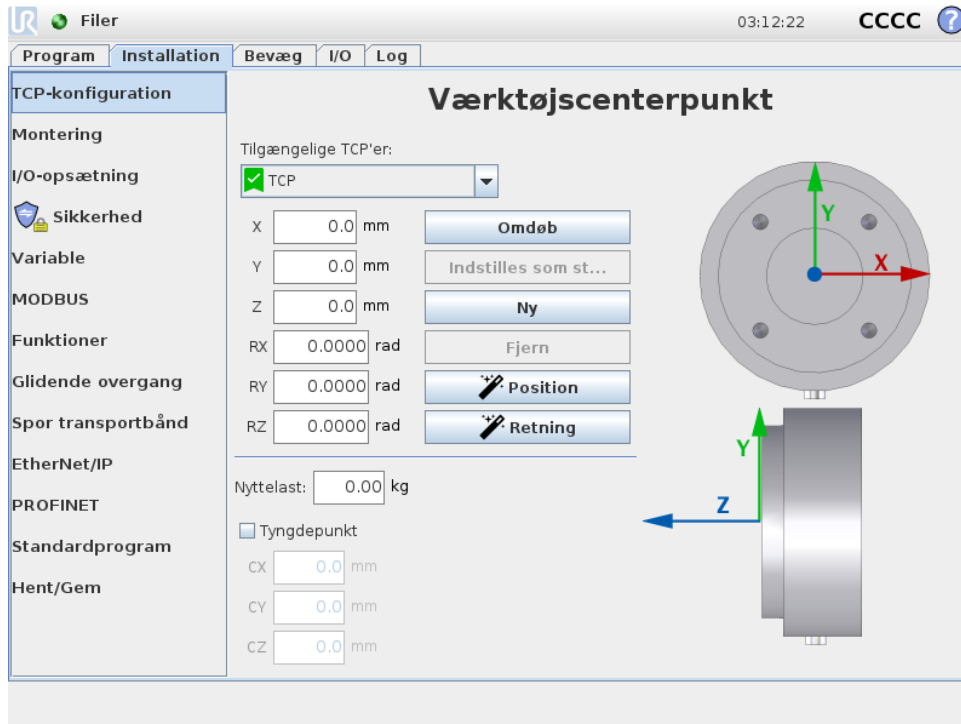 UR Filer 03:12:22 CCCC ?
Program Installation Bevæg I/O Log
TCP-konfiguration
Montering
I/O-opsætning
Sikkerhed
Variable
MODBUS
Funktioner
Glidende overgang
Spor transportbånd
EtherNet/IP
PROFINET
Standardprogram
Hent/Gem
Værktøjscenterpunkt
Tilgængelige TCP'er:
TCP
X 0.0 mm Omdøb
Y 0.0 mm Indstilles som st...
Z 0.0 mm Ny
RX 0.0000 rad Fjern
RY 0.0000 rad Position
RZ 0.0000 rad Retning
Nyttelast: 0.00 kg
Tyngdepunkt
CX 0.0 mm
CY 0.0 mm
CZ 0.0 mm
Y
X
Y
Z